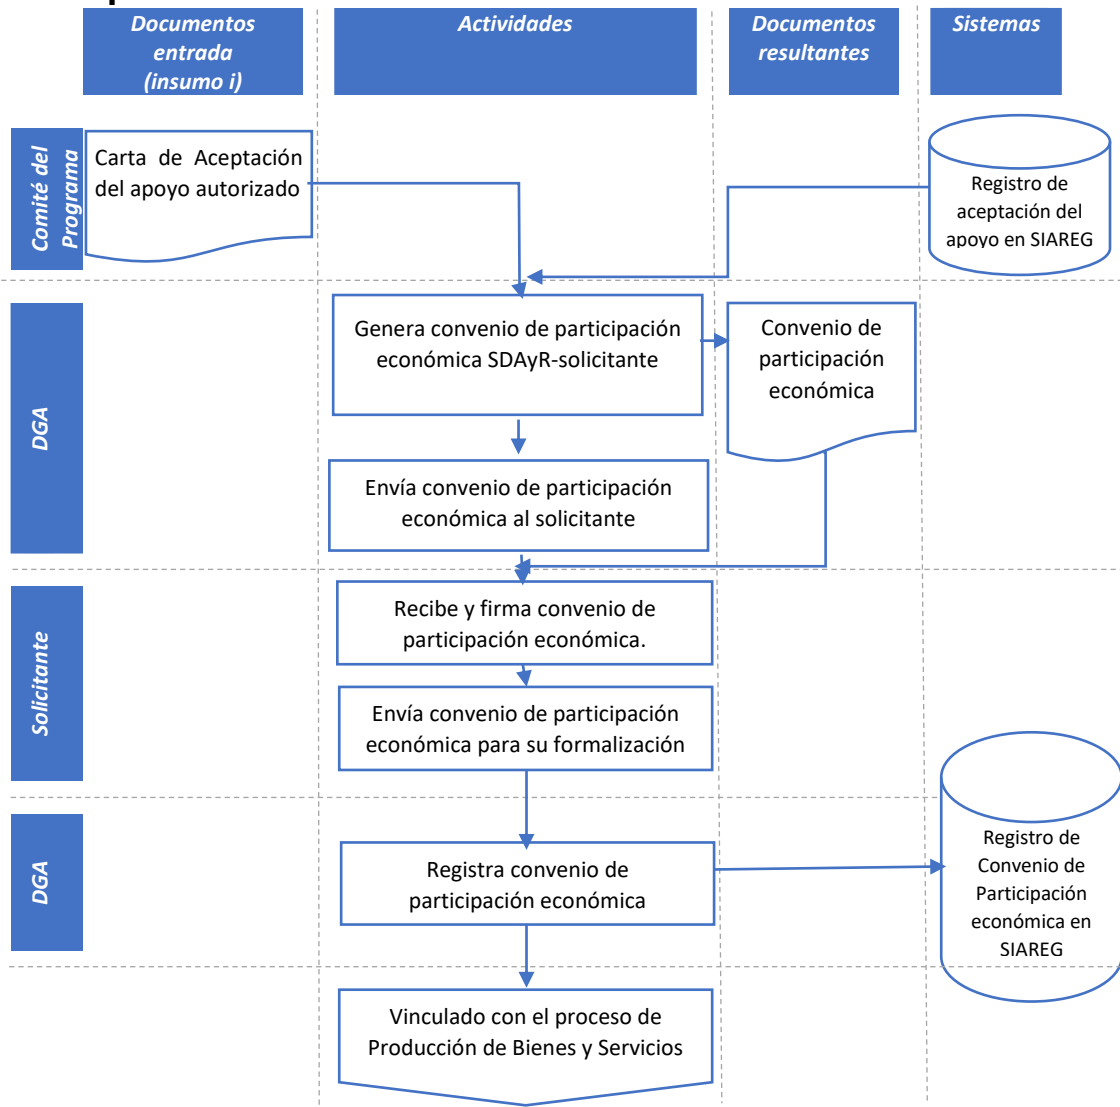 Documentos
entrada
(insumo i)
Actividades
Documentos
resultantes
Sistemas
Comité del
Programa
Carta de Aceptación
del apoyo autorizado
Registro de
aceptación del
apoyo en SIAREG
DGA
Genera convenio de participación
económica SDAyR-solicitante
Convenio de
participación
económica
Envía convenio de participación
económica al solicitante
Solicitante
Recibe y firma convenio de
participación económica.
Envía convenio de participación
económica para su formalización
DGA
Registra convenio de
participación económica
Registro de
Convenio de
Participación
económica en
SIAREG
Vinculado con el proceso de
Producción de Bienes y Servicios